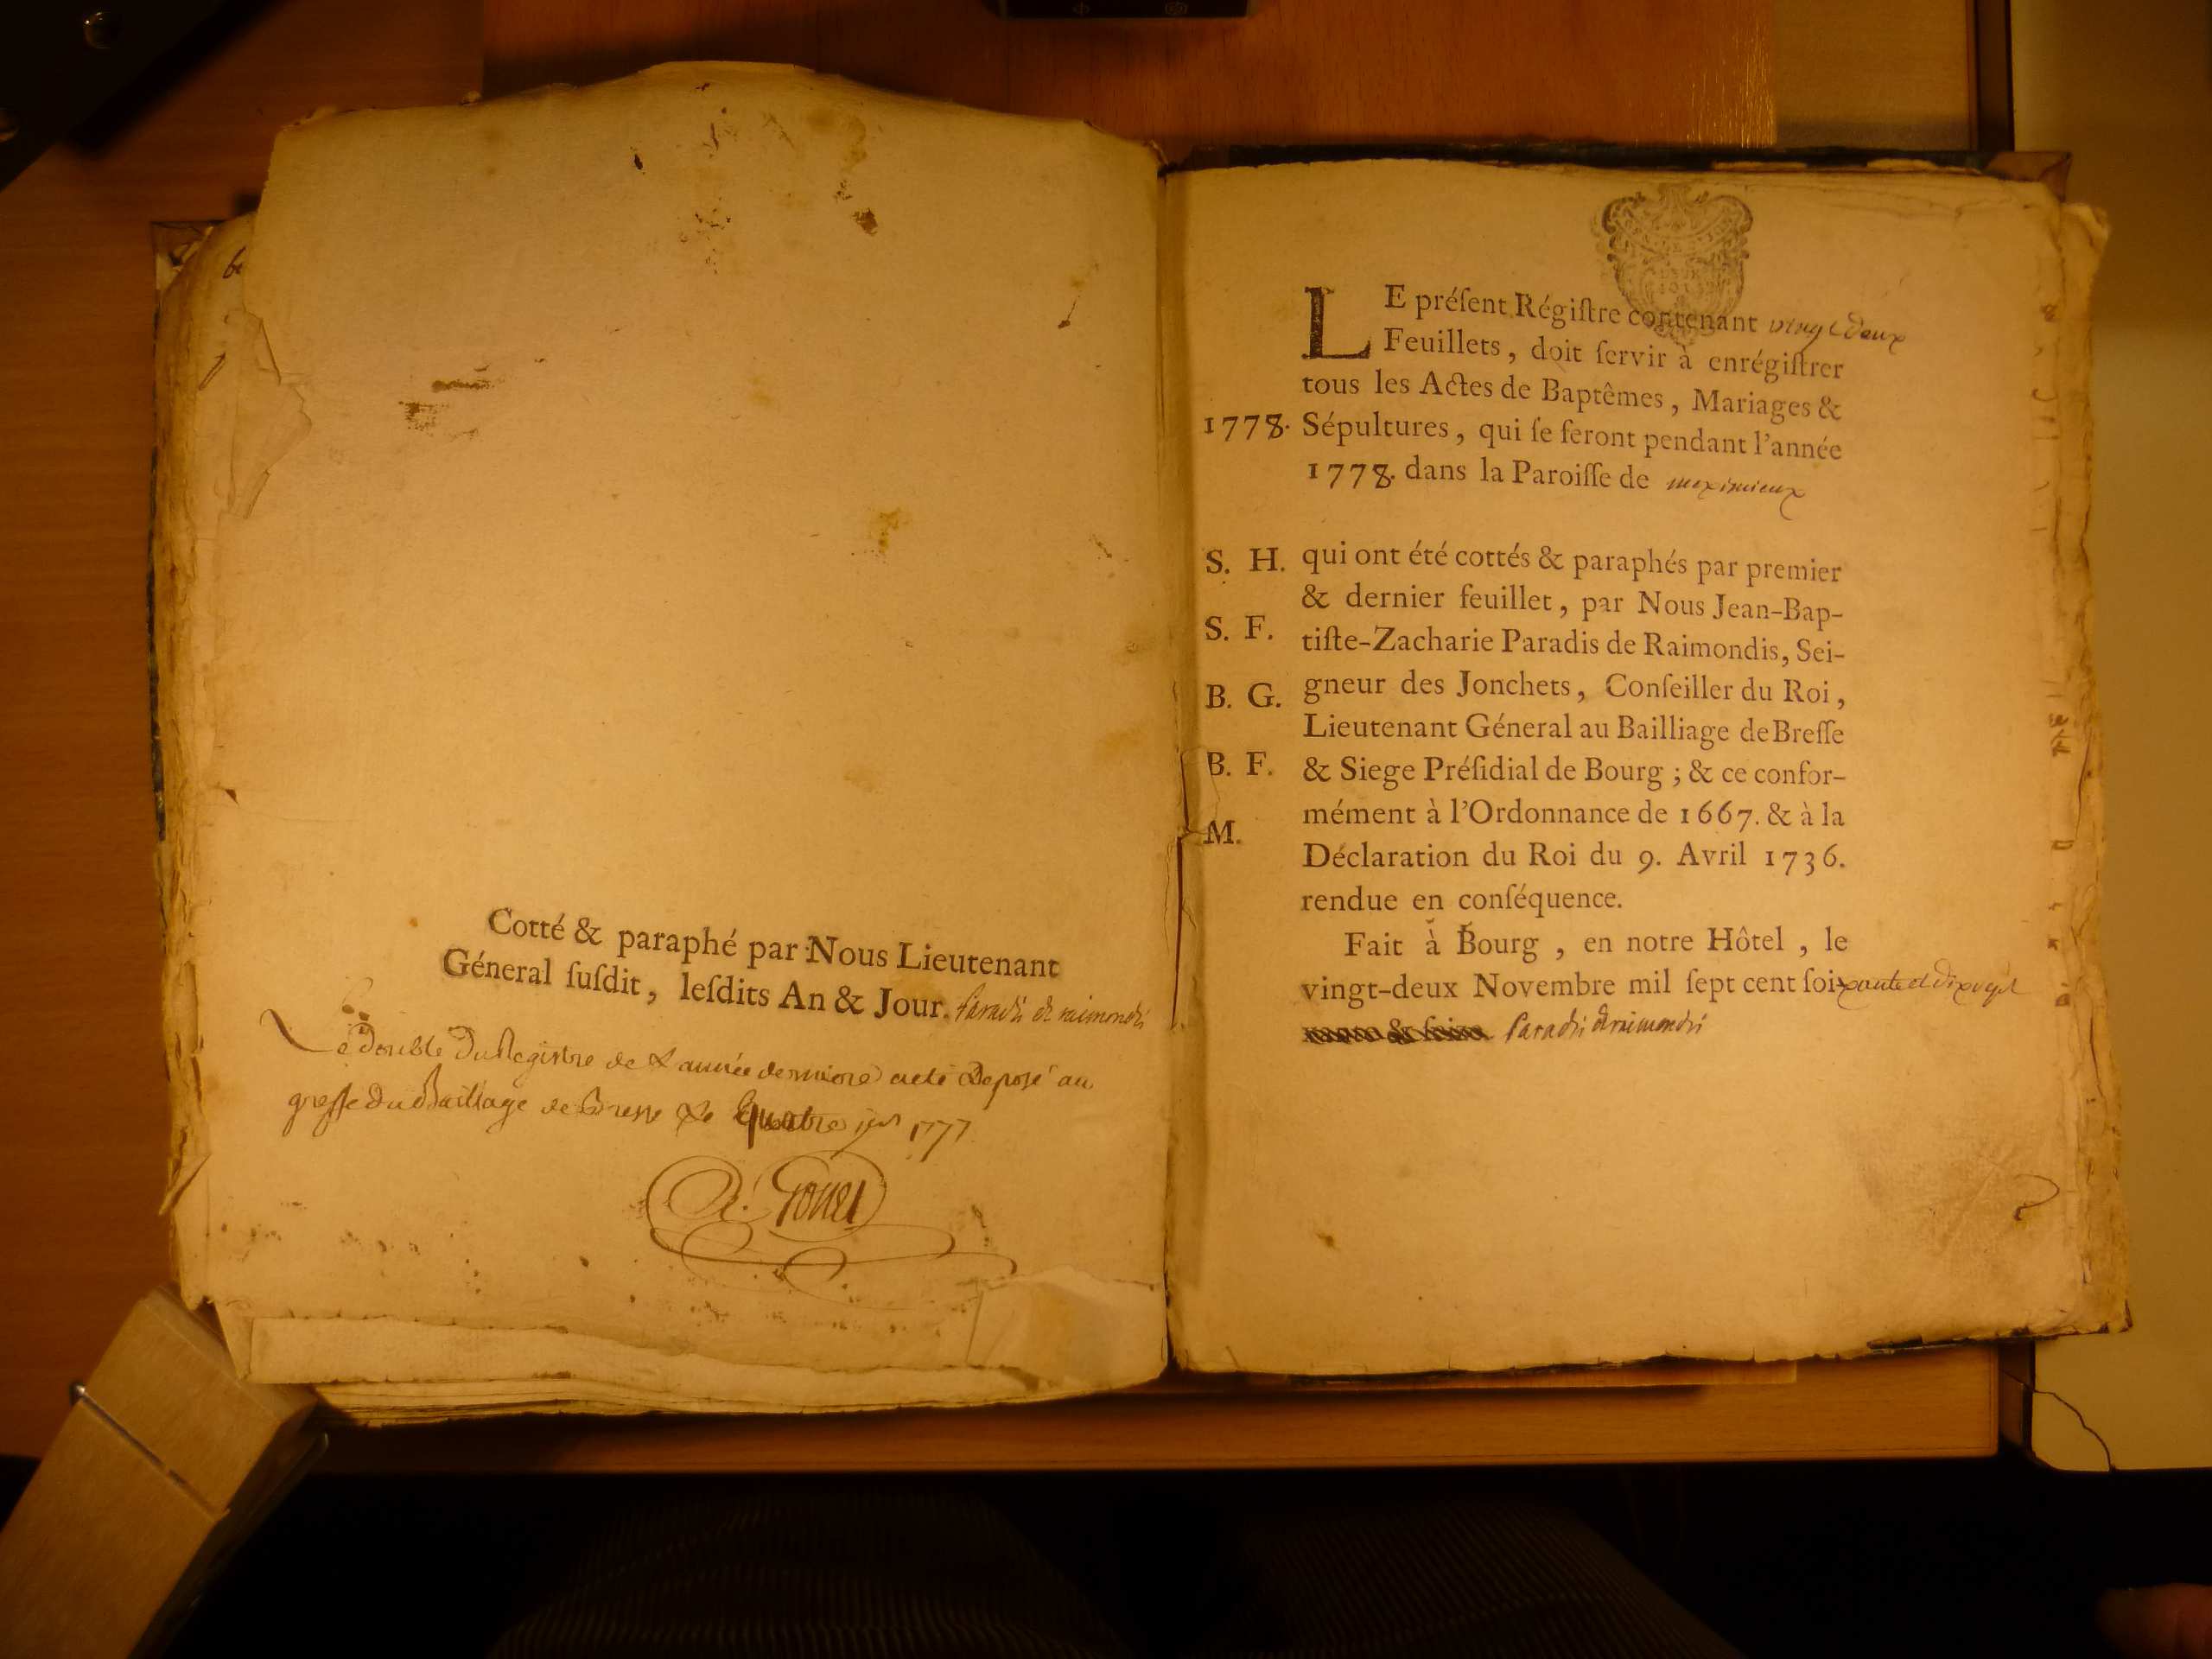 Cotté & paraphé par Nous Lieutenant
Géneral ſuſdit, leſdits An & Jour. Paradis de raimondis
Le double Du Registre de L'année derniere a été Deposé au
greffe du Bailliage de Bresse Le quatre 1777
LE préſent Régiſtre contenant vingt deux
Feuillets, doit ſervir à enrégiſtrer
tous les Actes de Baptêmes, Mariages &
1778. Sépultures, qui ſe feront pendant l'année
1778. dans la Paroiſſe de meximieux
S. H. qui ont été cottés & paraphés par premier
& dernier feuillet, par Nous Jean-Bap-
S. F. tiſte-Zacharie Paradis de Raimondis, Sei-
B. G. gneur des Jonchets, Conſeiller du Roi,
Lieutenant Géneral au Bailliage de Breſſe
B. F. & Siege Préſidial de Bourg ; & ce confor-
M. mément à l'Ordonnance de 1667. & à la
Déclaration du Roi du 9. Avril 1736.
rendue en conſéquence.
Fait à Bourg, en notre Hôtel, le
vingt-deux Novembre mil ſept cent ſoixante et dix sept
Paradis de raimondis